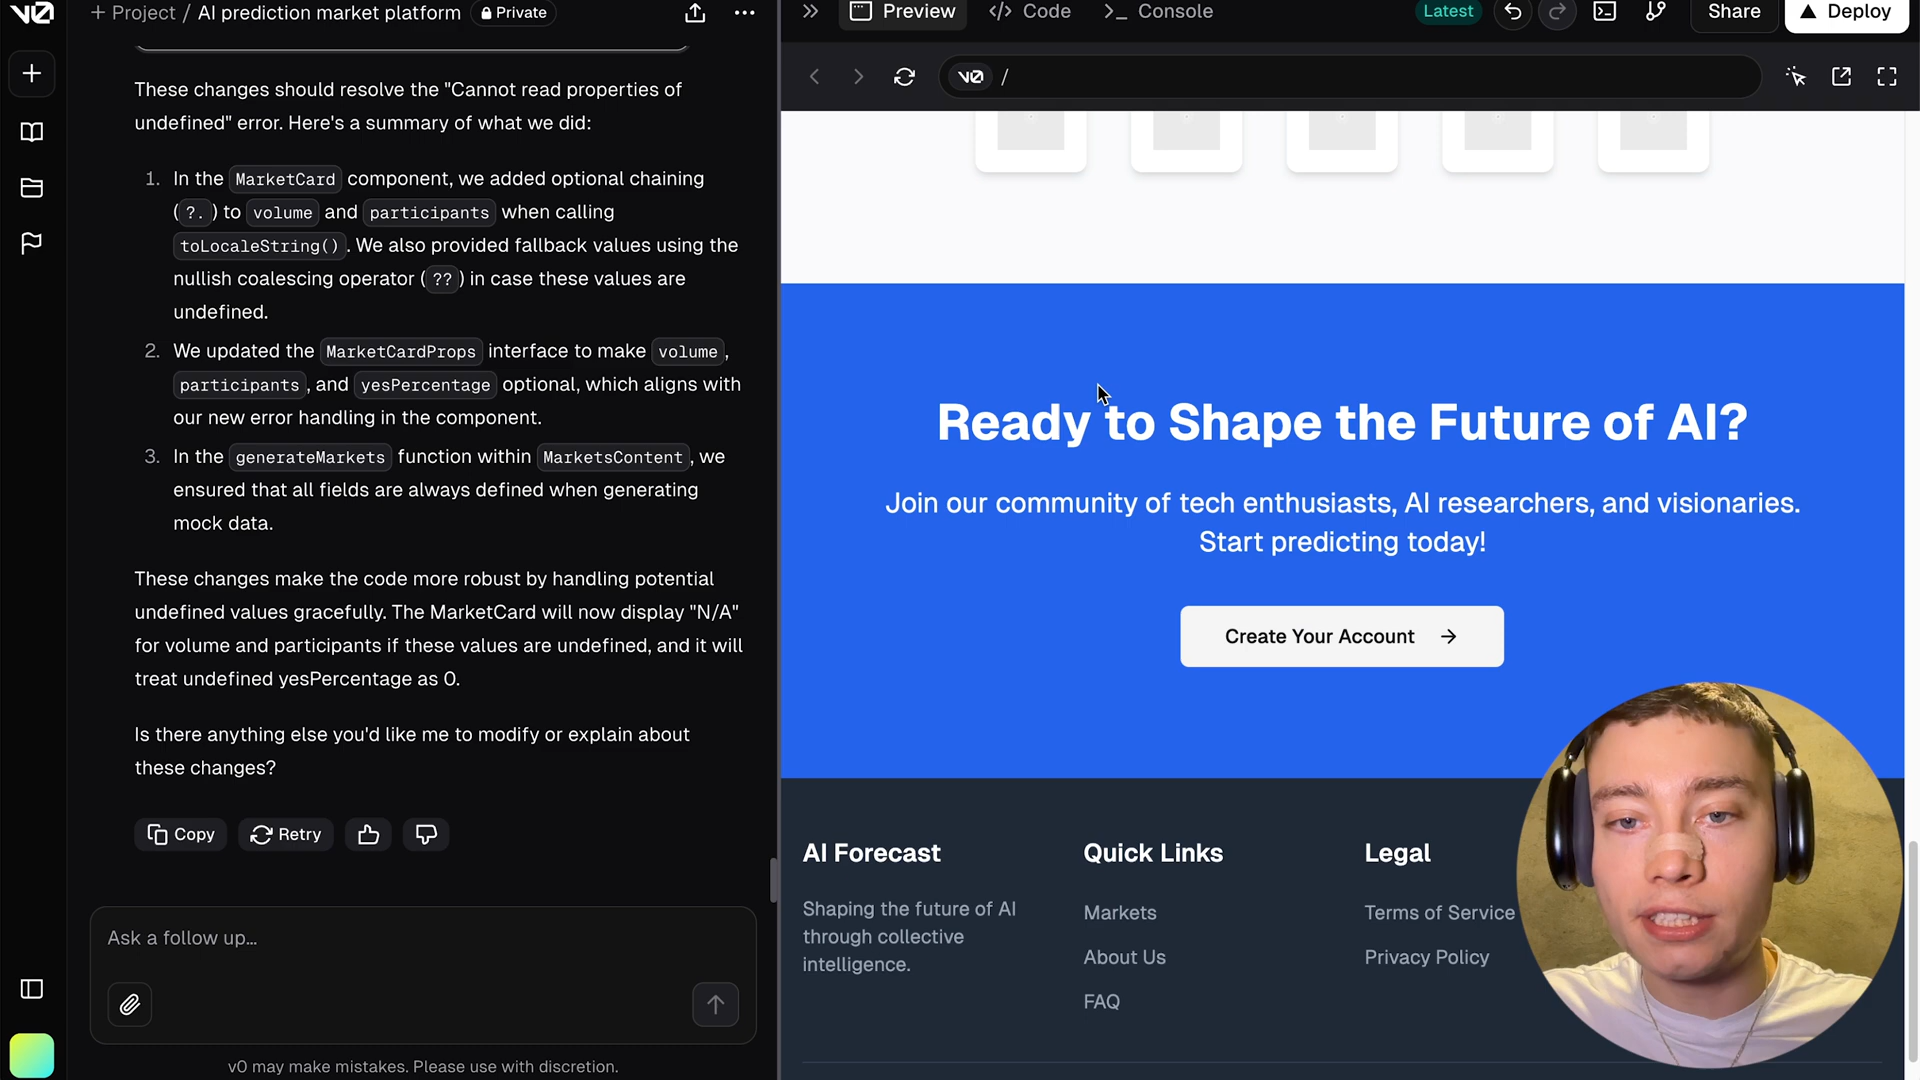 v0
+ Project / AI prediction market platform Private
These changes should resolve the "Cannot read properties of
undefined" error. Here's a summary of what we did:
1. In the MarketCard component, we added optional chaining
( ?. ) to volume and participants when calling
toLocaleString() . We also provided fallback values using the
nullish coalescing operator ( ?? ) in case these values are
undefined.
2. We updated the MarketCardProps interface to make volume ,
participants , and yesPercentage optional, which aligns with
our new error handling in the component.
3. In the generateMarkets function within MarketsContent , we
ensured that all fields are always defined when generating
mock data.
These changes make the code more robust by handling potential
undefined values gracefully. The MarketCard will now display "N/A"
for volume and participants if these values are undefined, and it will
treat undefined yesPercentage as 0.
Is there anything else you'd like me to modify or explain about
these changes?
Copy Retry
Ask a follow up...
v0 may make mistakes. Please use with discretion.
Preview </> Code >_ Console Latest Share Deploy
v0 /
Ready to Shape the Future of AI?
Join our community of tech enthusiasts, AI researchers, and visionaries.
Start predicting today!
Create Your Account →
AI Forecast
Shaping the future of AI
through collective
intelligence.
Quick Links
Markets
About Us
FAQ
Legal
Terms of Service
Privacy Policy